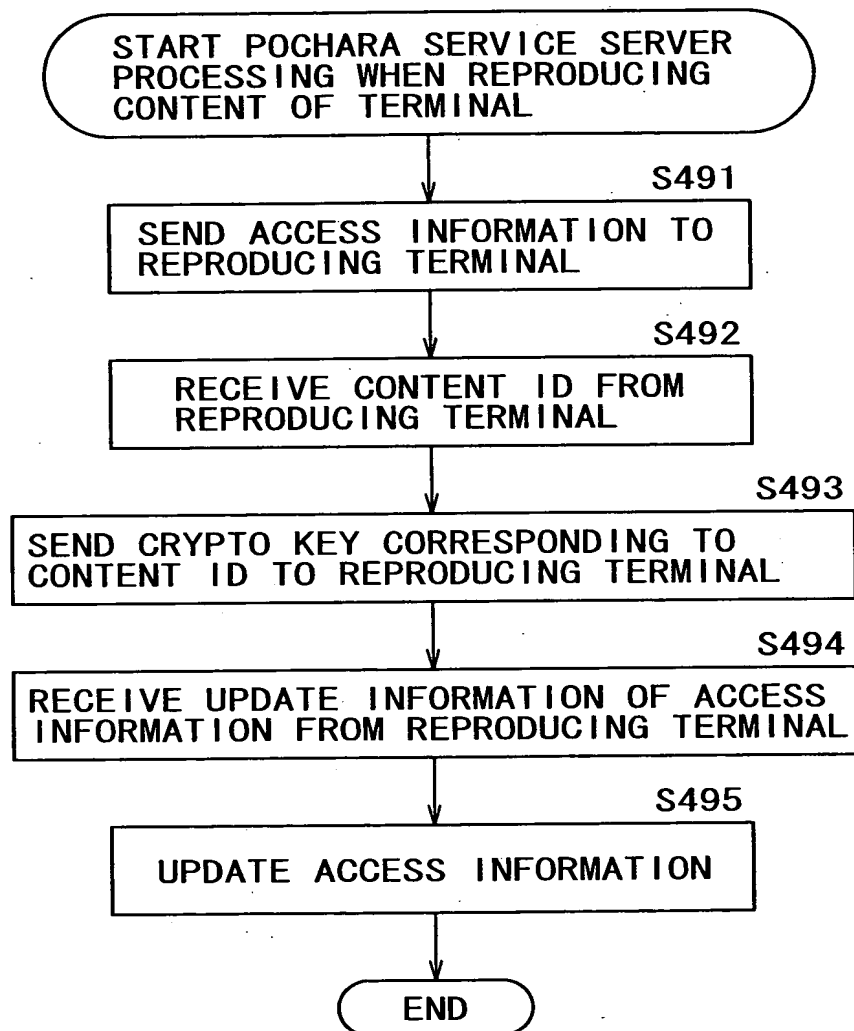 START POCHARA SERVICE SERVER
PROCESSING WHEN REPRODUCING
CONTENT OF TERMINAL
S491
SEND ACCESS INFORMATION TO
REPRODUCING TERMINAL
S492
RECEIVE CONTENT ID FROM
REPRODUCING TERMINAL
S493
SEND CRYPTO KEY CORRESPONDING TO
CONTENT ID TO REPRODUCING TERMINAL
S494
RECEIVE UPDATE INFORMATION OF ACCESS
INFORMATION FROM REPRODUCING TERMINAL
S495
UPDATE ACCESS INFORMATION
END